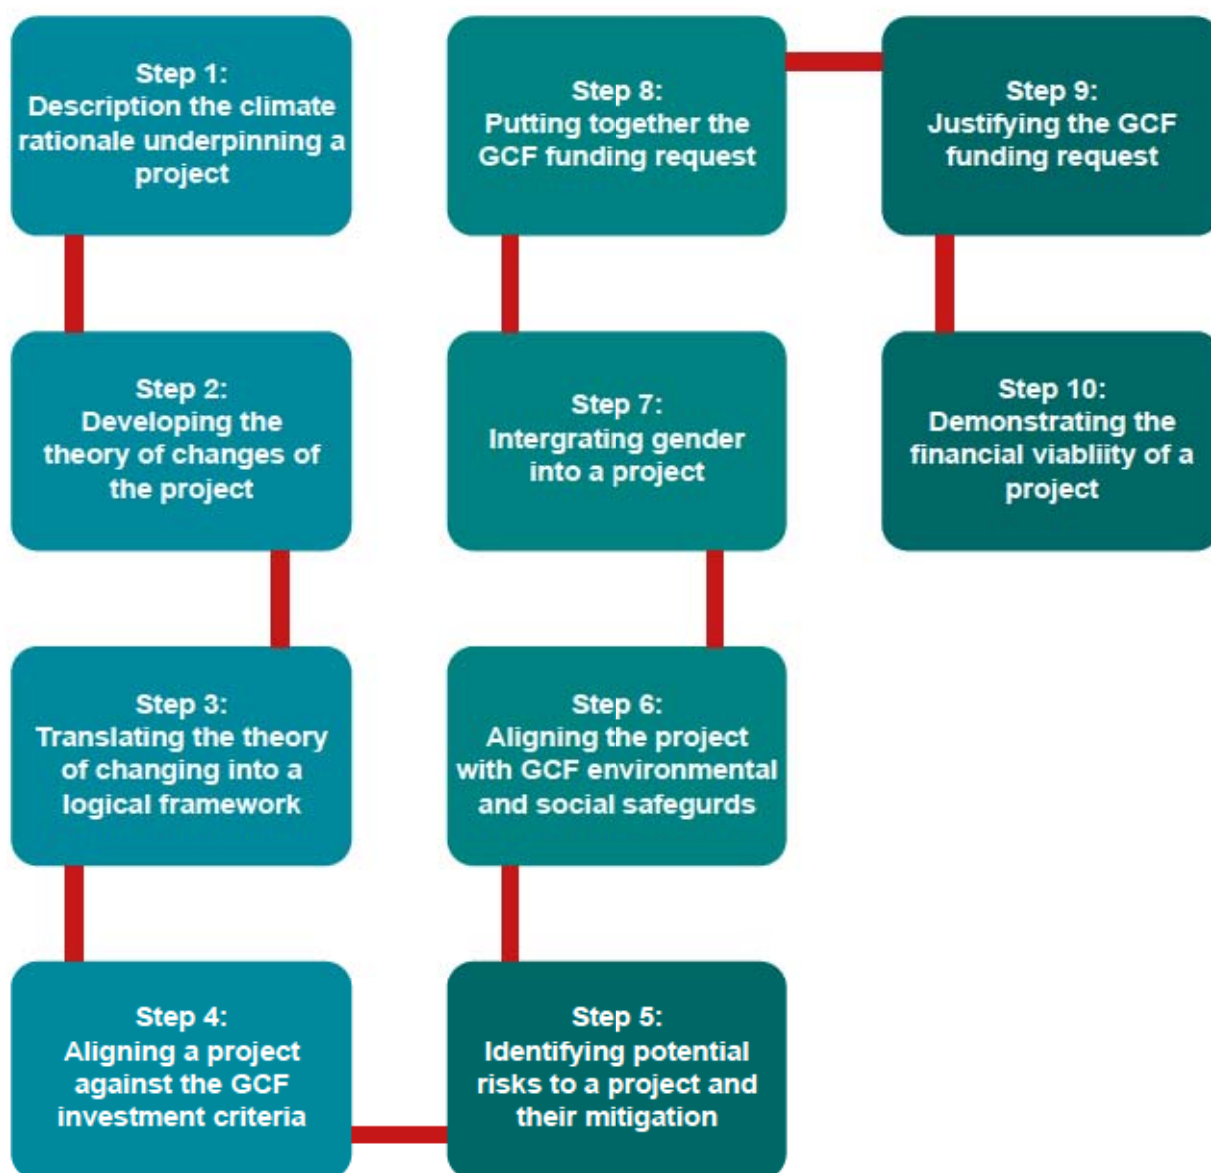 Step 1:
Description the climate
rationale underpinning a
project
Step 2:
Developing the
theory of changes of
the project
Step 3:
Translating the theory
of changing into a
logical framework
Step 4:
Aligning a project
against the GCF
investment criteria
Step 5:
Identifying potential
risks to a project and
their mitigation
Step 6:
Aligning the project
with GCF environmental
and social safegurds
Step 7:
Intergrating gender
into a project
Step 8:
Putting together the
GCF funding request
Step 9:
Justifying the GCF
funding request
Step 10:
Demonstrating the
financial viabliity of a
project